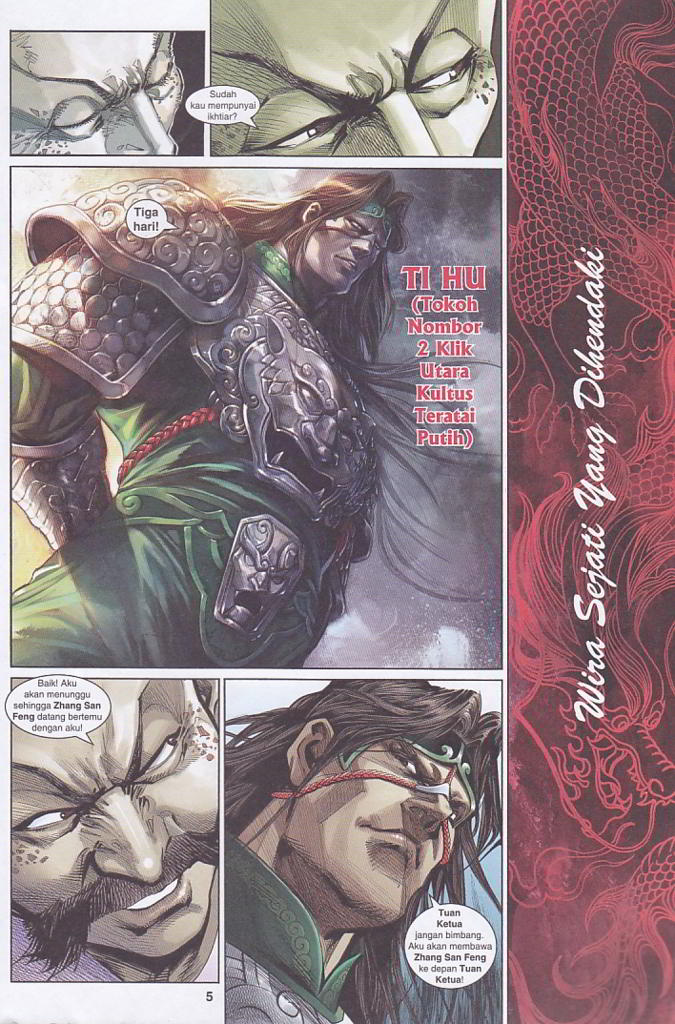 Sudah
kau mempunyai
ikhtiar?
Tiga
hari!
TI HU
(Tokoh
Nombor
2 Klik
Utara
Kultus
Teratai
Putih)
Baik! Aku
akan menunggu
sehingga Zhang San
Feng datang bertemu
dengan aku!
Tuan
Ketua
jangan bimbang.
Aku akan membawa
Zhang San Feng
ke depan Tuan
Ketua!
5
Wira Sejati Yang Dihendaki